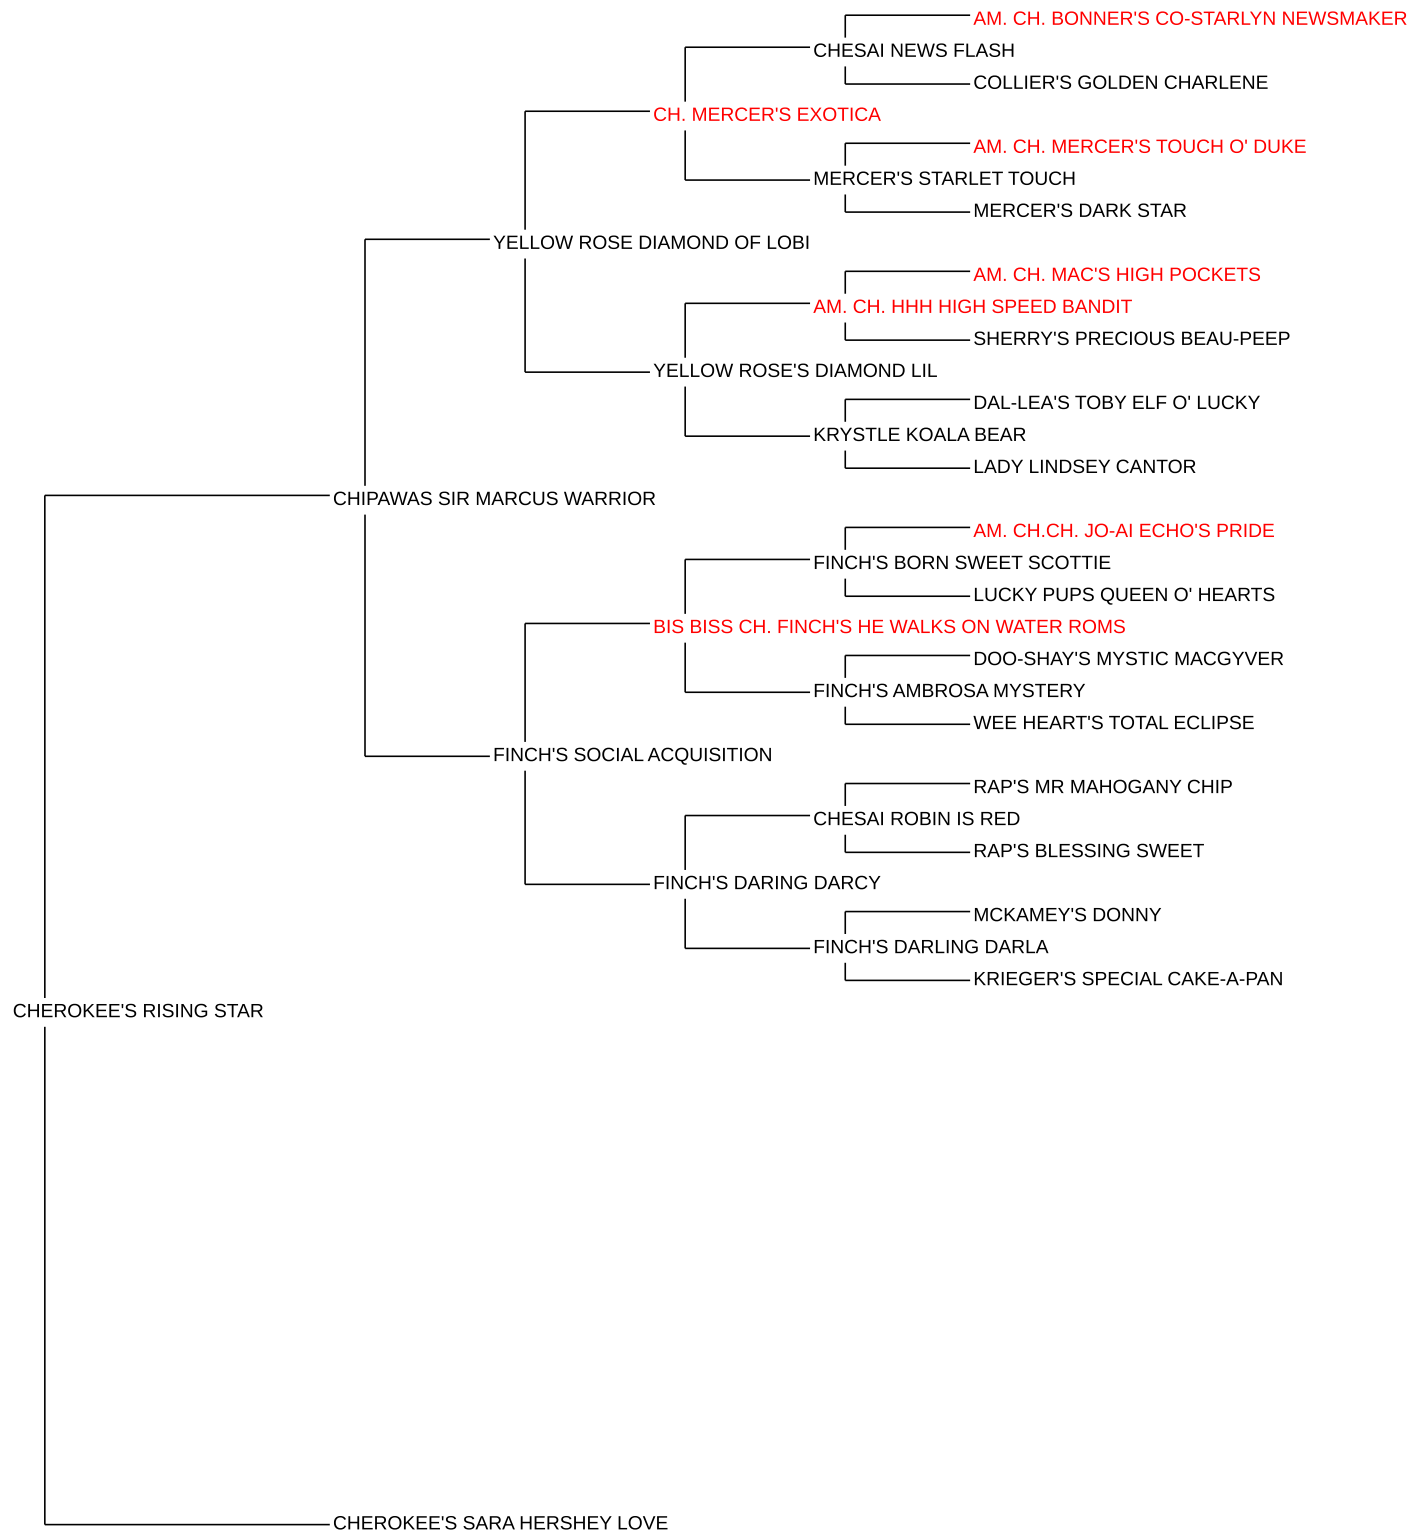 AM. CH. BONNER'S CO-STARLYN NEWSMAKER
CHESAI NEWS FLASH
COLLIER'S GOLDEN CHARLENE
CH. MERCER'S EXOTICA
AM. CH. MERCER'S TOUCH O' DUKE
MERCER'S STARLET TOUCH
MERCER'S DARK STAR
YELLOW ROSE DIAMOND OF LOBI
AM. CH. MAC'S HIGH POCKETS
AM. CH. HHH HIGH SPEED BANDIT
SHERRY'S PRECIOUS BEAU-PEEP
YELLOW ROSE'S DIAMOND LIL
DAL-LEA'S TOBY ELF O' LUCKY
KRYSTLE KOALA BEAR
LADY LINDSEY CANTOR
CHIPAWAS SIR MARCUS WARRIOR
AM. CH.CH. JO-AI ECHO'S PRIDE
FINCH'S BORN SWEET SCOTTIE
LUCKY PUPS QUEEN O' HEARTS
BIS BISS CH. FINCH'S HE WALKS ON WATER ROMS
DOO-SHAY'S MYSTIC MACGYVER
FINCH'S AMBROSA MYSTERY
WEE HEART'S TOTAL ECLIPSE
FINCH'S SOCIAL ACQUISITION
RAP'S MR MAHOGANY CHIP
CHESAI ROBIN IS RED
RAP'S BLESSING SWEET
FINCH'S DARING DARCY
MCKAMEY'S DONNY
FINCH'S DARLING DARLA
KRIEGER'S SPECIAL CAKE-A-PAN
CHEROKEE'S RISING STAR
CHEROKEE'S SARA HERSHEY LOVE